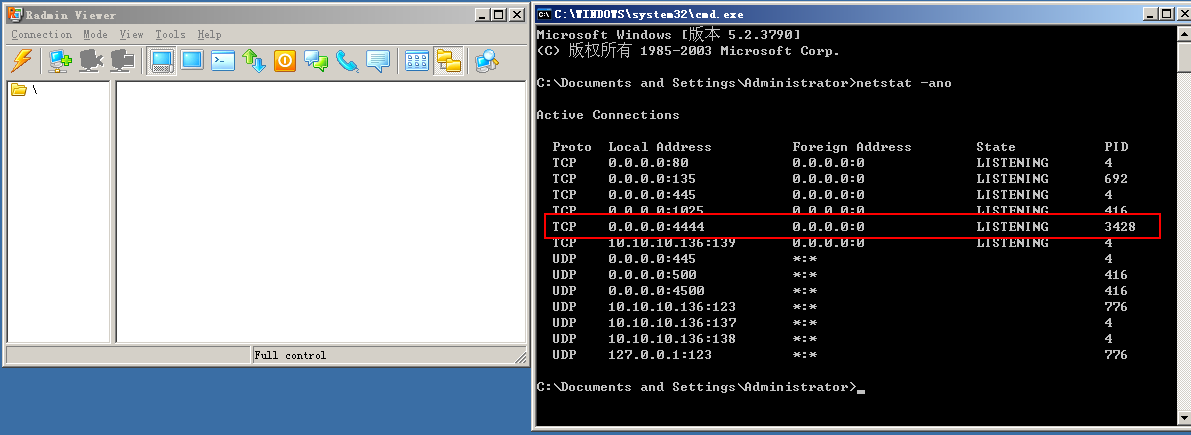 Radmin Viewer
Connection Mode View Tools Help
\
Full control
C:\WINDOWS\system32\cmd.exe
Microsoft Windows [版本 5.2.3790]
(C) 版权所有 1985-2003 Microsoft Corp.
C:\Documents and Settings\Administrator>netstat -ano
Active Connections
Proto Local Address Foreign Address State PID
TCP 0.0.0.0:80 0.0.0.0:0 LISTENING 4
TCP 0.0.0.0:135 0.0.0.0:0 LISTENING 692
TCP 0.0.0.0:445 0.0.0.0:0 LISTENING 4
TCP 0.0.0.0:1025 0.0.0.0:0 LISTENING 416
TCP 0.0.0.0:4444 0.0.0.0:0 LISTENING 3428
TCP 10.10.10.136:139 0.0.0.0:0 LISTENING 4
UDP 0.0.0.0:445 *:* 4
UDP 0.0.0.0:500 *:* 416
UDP 0.0.0.0:4500 *:* 416
UDP 10.10.10.136:123 *:* 776
UDP 10.10.10.136:137 *:* 4
UDP 10.10.10.136:138 *:* 4
UDP 127.0.0.1:123 *:* 776
C:\Documents and Settings\Administrator>_